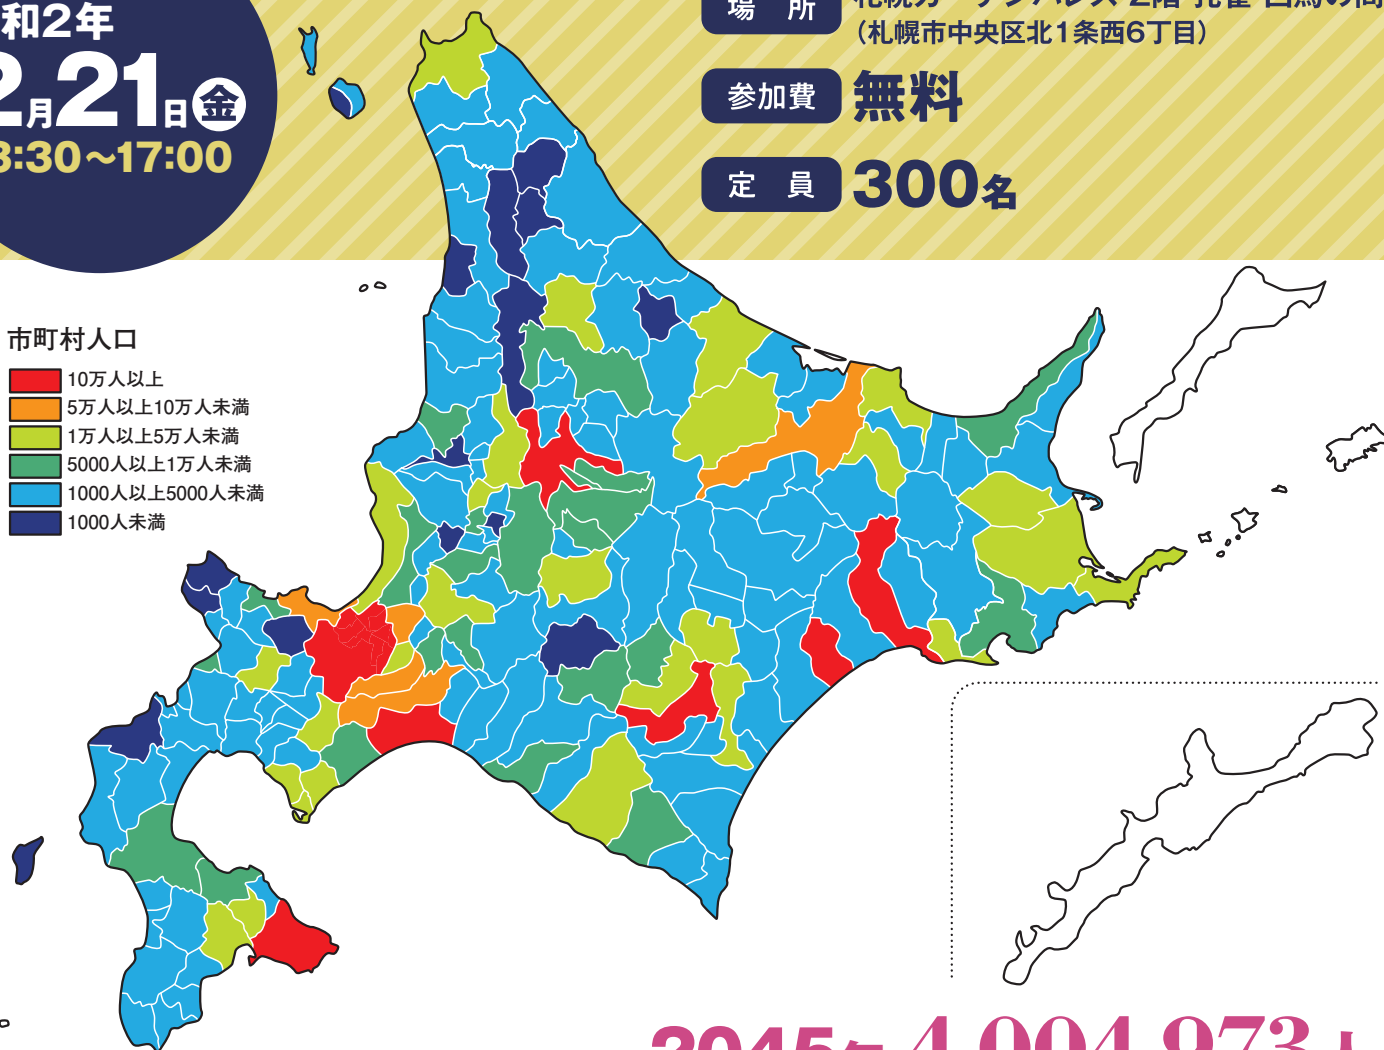 和2年
2月21日金
3:30～17:00
場所
（札幌市中央区北1条西6丁目）
参加費 無料
定員 300名
市町村人口
10万人以上
5万人以上10万人未満
1万人以上5万人未満
5000人以上1万人未満
1000人以上5000人未満
1000人未満